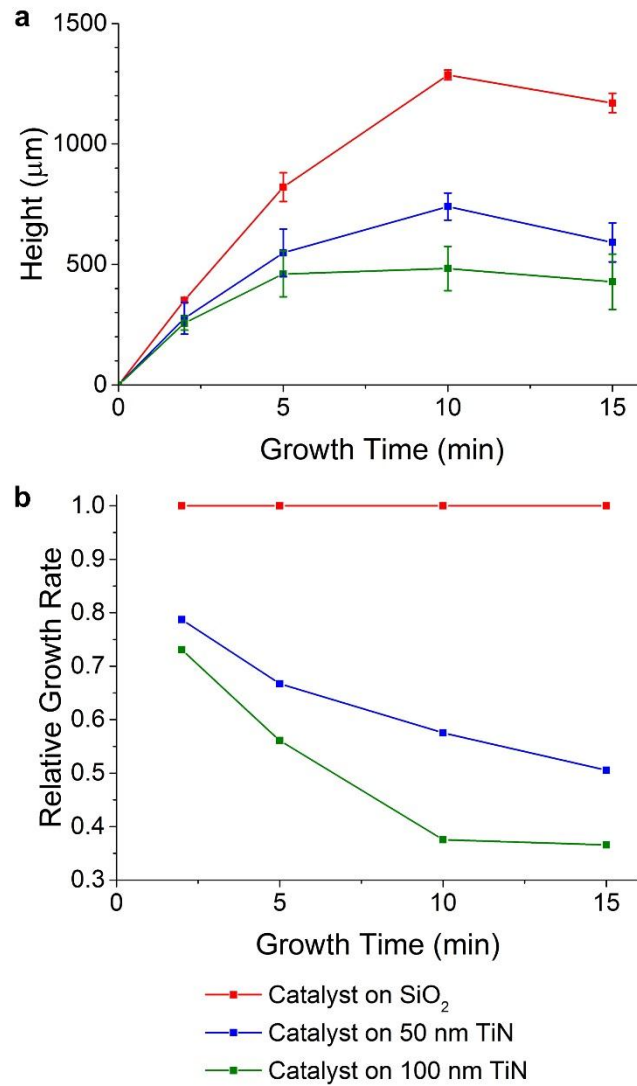 a
1500
1000
500
0
Height (μm)
0 5 10 15
Growth Time (min)
b
1.0
0.9
0.8
0.7
0.6
0.5
0.4
0.3
Relative Growth Rate
0 5 10 15
Growth Time (min)
Catalyst on SiO₂
Catalyst on 50 nm TiN
Catalyst on 100 nm TiN